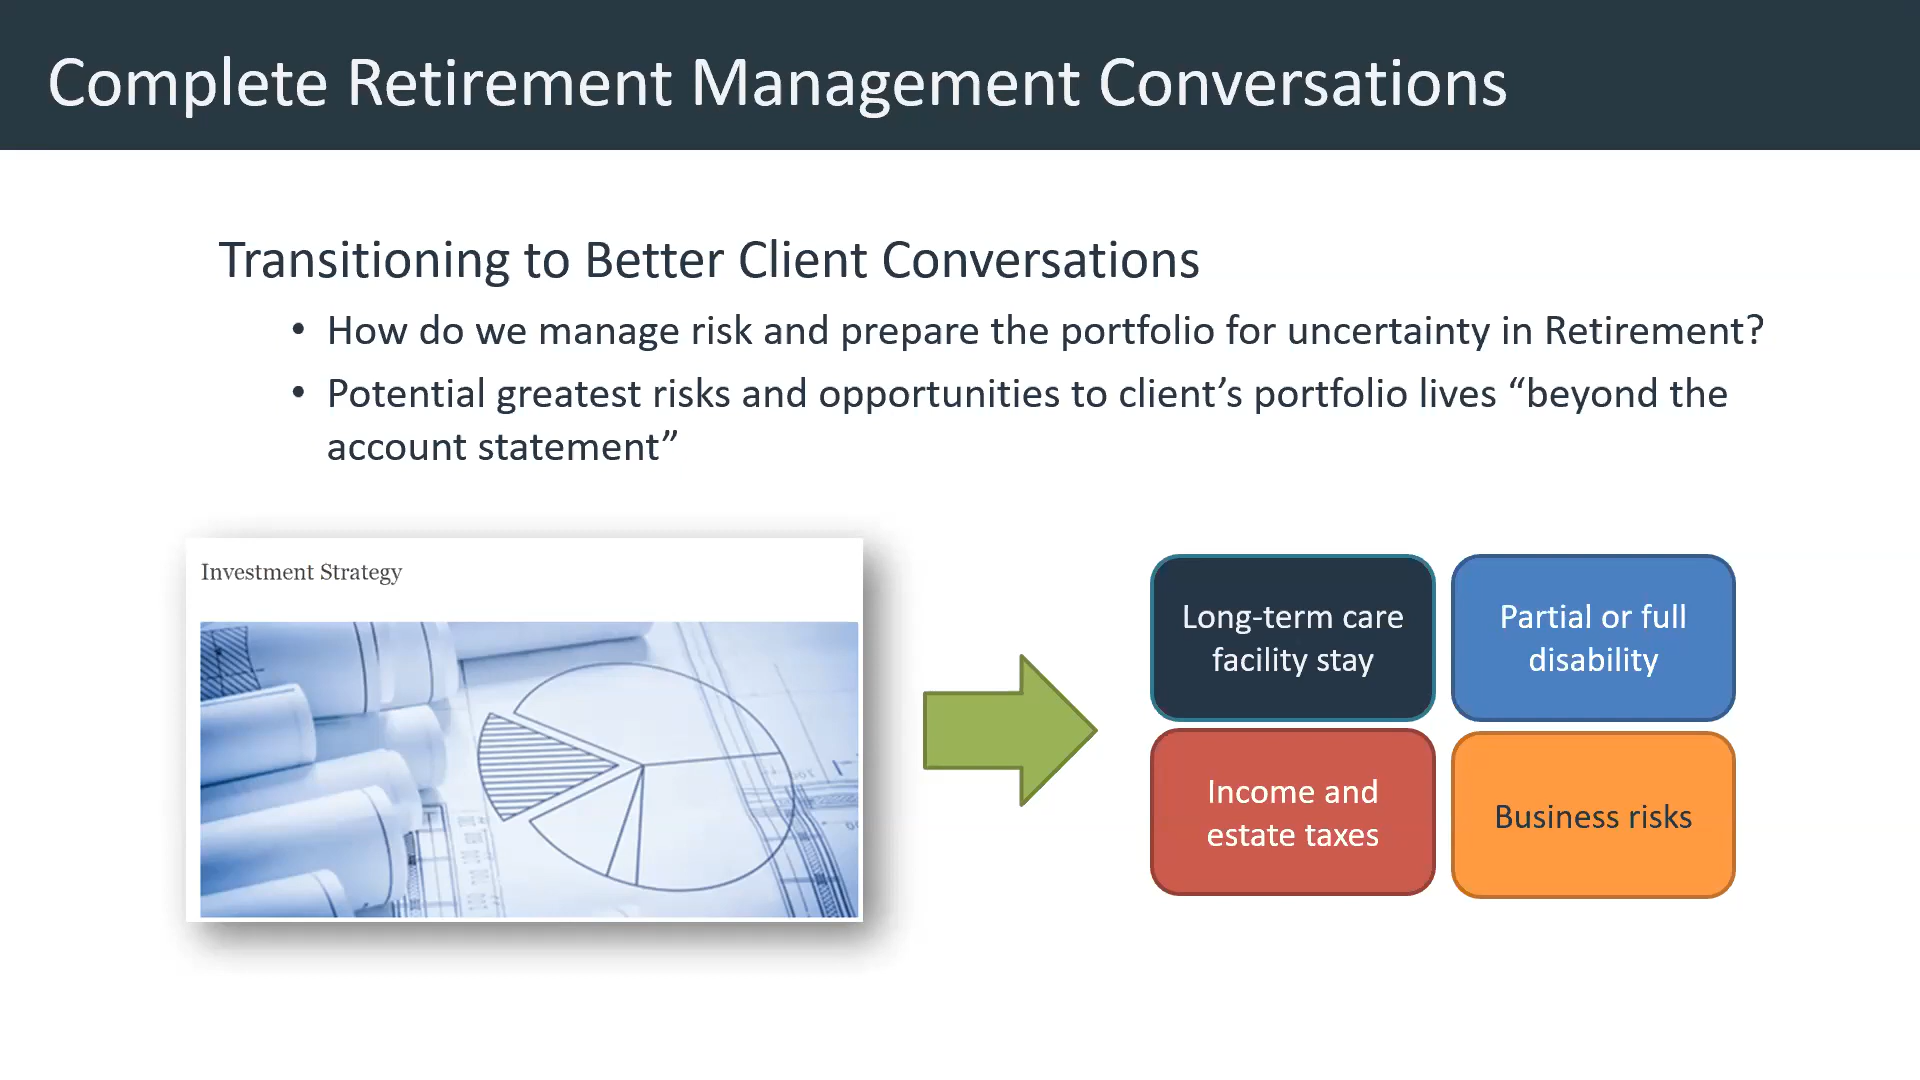 Complete Retirement Management Conversations
Transitioning to Better Client Conversations
• How do we manage risk and prepare the portfolio for uncertainty in Retirement?
• Potential greatest risks and opportunities to client’s portfolio lives “beyond the
account statement”
Investment Strategy
Long-term care
facility stay
Partial or full
disability
Income and
estate taxes
Business risks